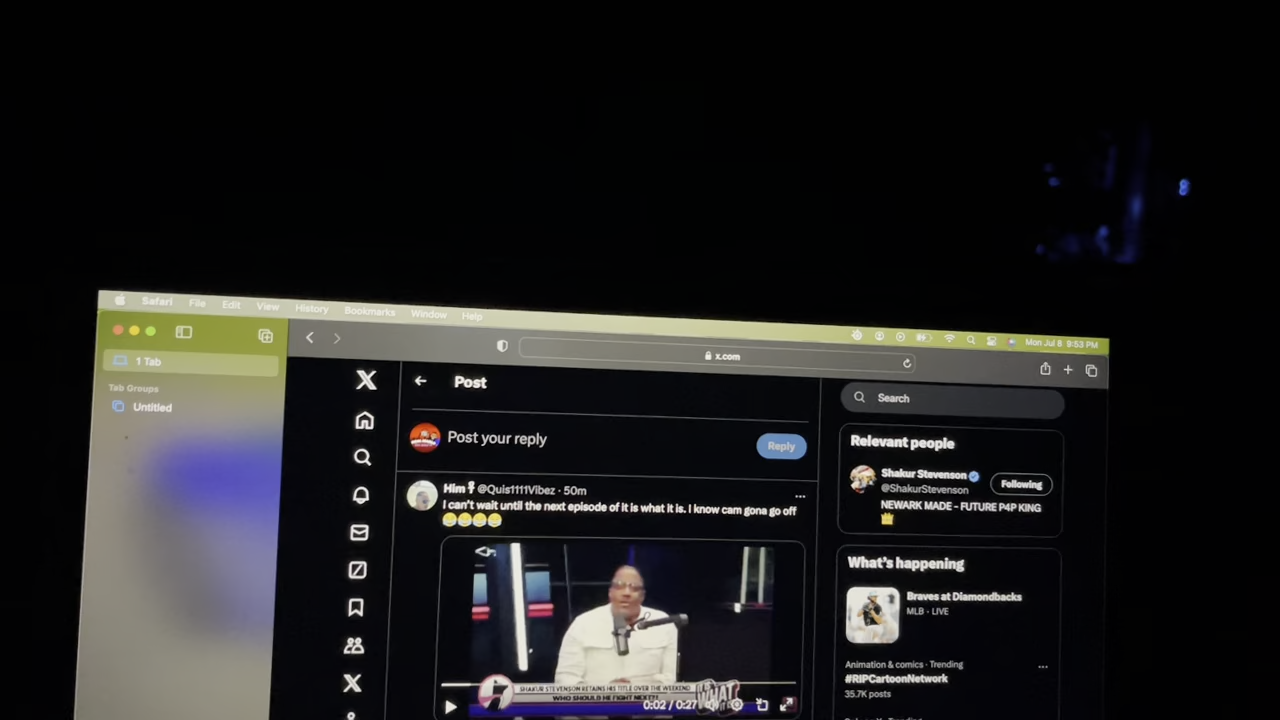 Safari File Edit View History Bookmarks Window Help
Mon Jul 8 9:53 PM
1 Tab
x.com
Tab Groups
Untitled
Post
Search
Post your reply
Reply
Relevant people
Shakur Stevenson
@ShakurStevenson
Following
NEWARK MADE - FUTURE P4P KING
Him @Quis1111Vibez · 50m
I can't wait until the next episode of it is what it is. I know cam gona go off
What's happening
Braves at Diamondbacks
MLB · LIVE
Animation & comics · Trending
#RIPCartoonNetwork
35.7K posts
SHAKUR STEVENSON RETAINS HIS TITLE OVER THE WEEKEND
WHO SHOULD HE FIGHT NEXT?!
WHAT
0:02 / 0:27